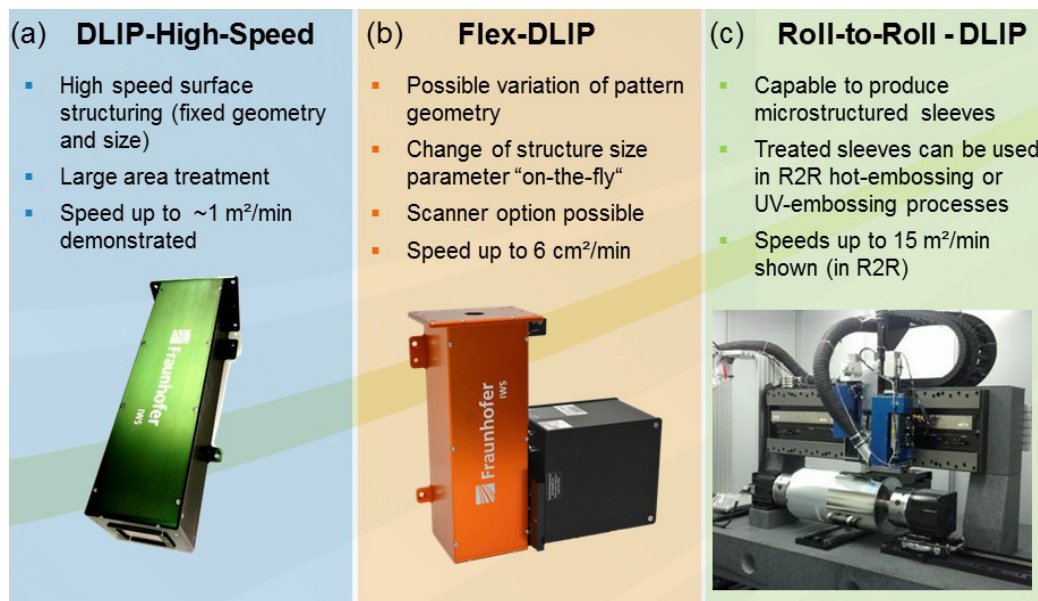 (a) DLIP-High-Speed
▪ High speed surface
structuring (fixed geometry
and size)
▪ Large area treatment
▪ Speed up to ~1 m²/min
demonstrated
Fraunhofer
IWS
(b) Flex-DLIP
▪ Possible variation of pattern
geometry
▪ Change of structure size
parameter "on-the-fly"
▪ Scanner option possible
▪ Speed up to 6 cm²/min
Fraunhofer
IWS
(c) Roll-to-Roll - DLIP
▪ Capable to produce
microstructured sleeves
▪ Treated sleeves can be used
in R2R hot-embossing or
UV-embossing processes
▪ Speeds up to 15 m²/min
shown (in R2R)